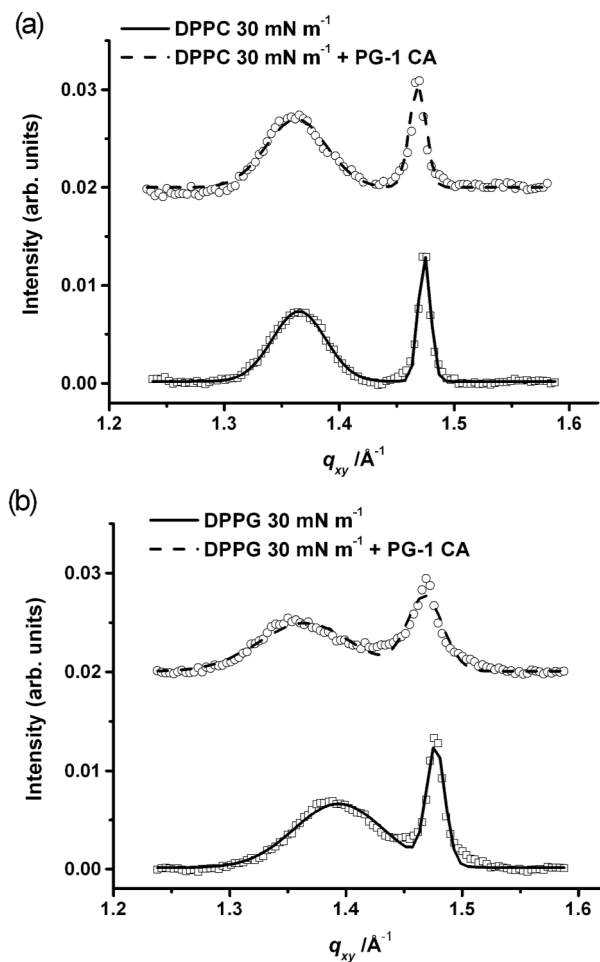 (a)
DPPC 30 mN m⁻¹
DPPC 30 mN m⁻¹ + PG-1 CA
0.03
0.02
0.01
0.00
Intensity (arb. units)
1.2 1.3 1.4 1.5 1.6
q_xy /Å⁻¹
(b)
DPPG 30 mN m⁻¹
DPPG 30 mN m⁻¹ + PG-1 CA
0.03
0.02
0.01
0.00
Intensity (arb. units)
1.2 1.3 1.4 1.5 1.6
q_xy /Å⁻¹